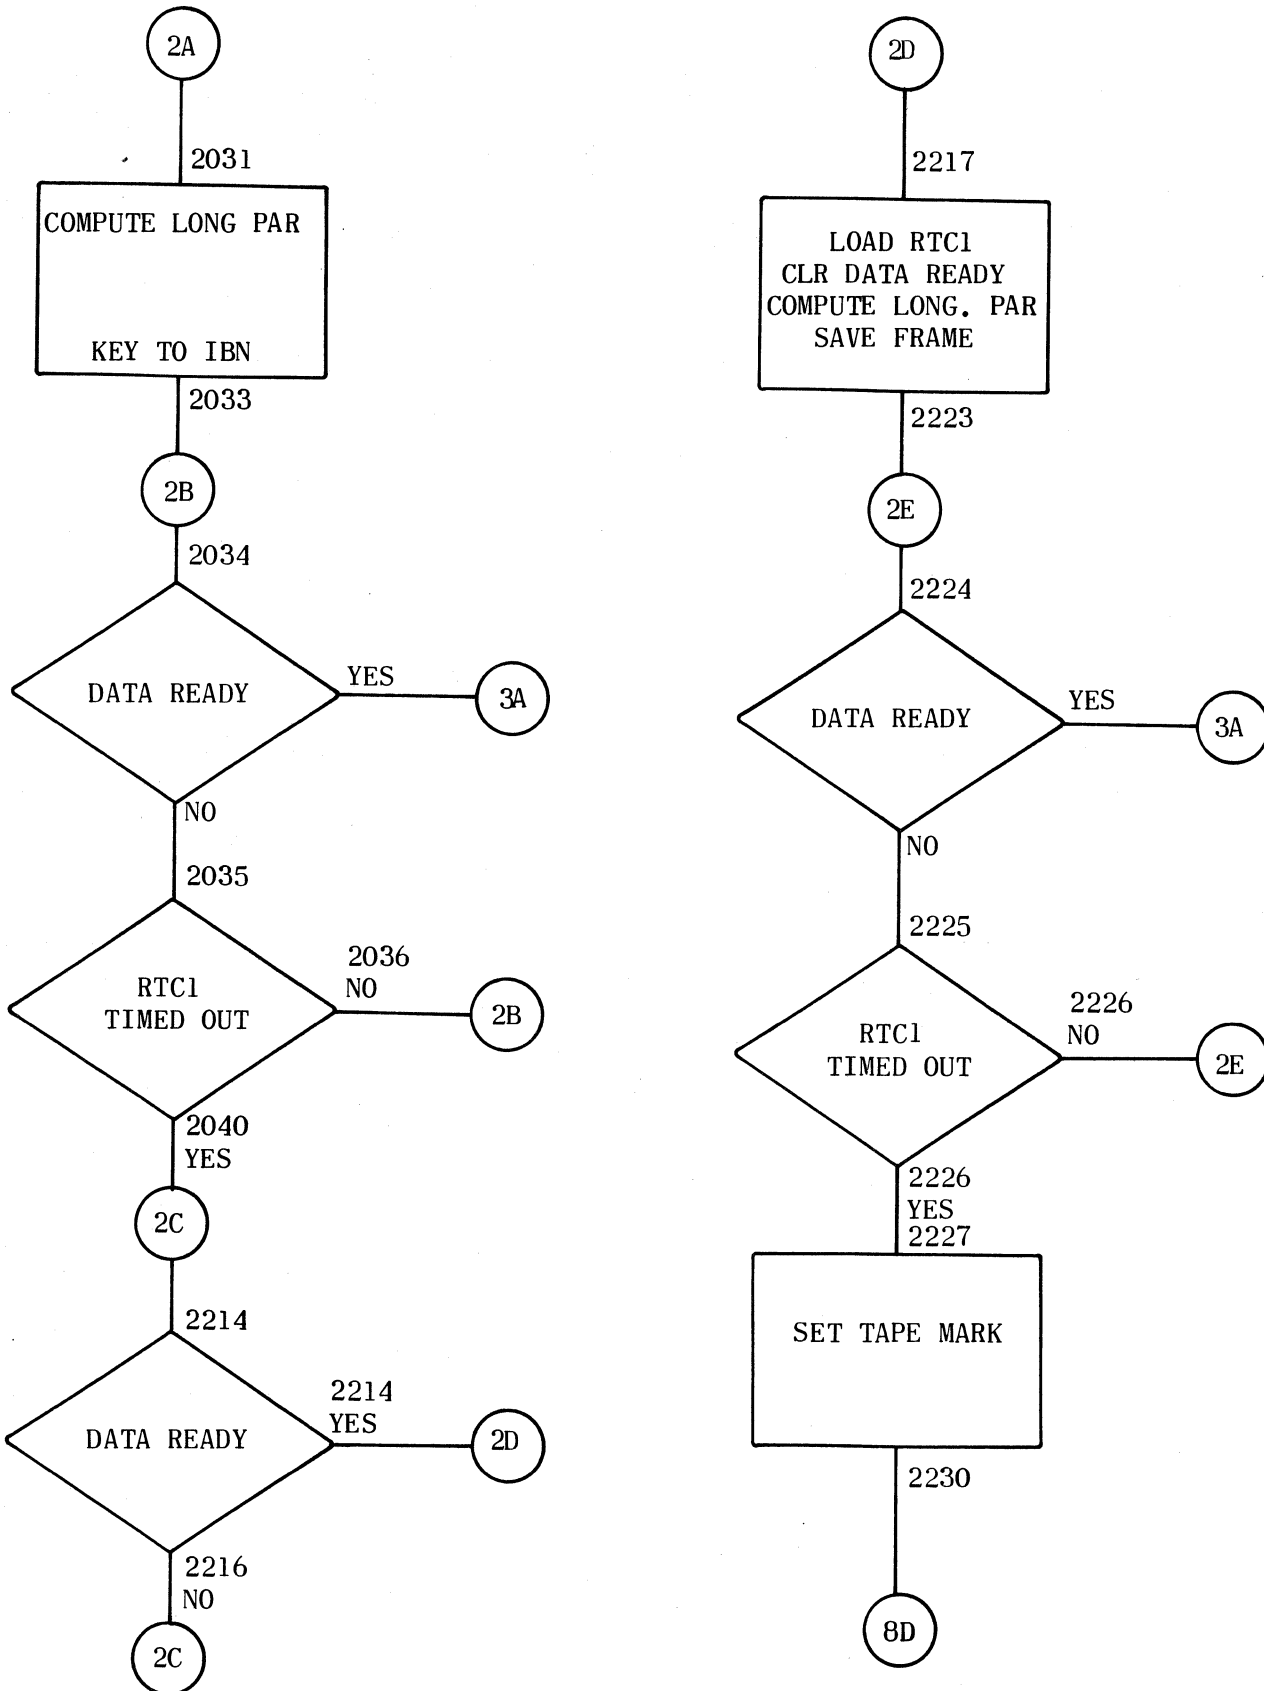 2A
2031
COMPUTE LONG PAR
KEY TO IBN
2033
2B
2034
DATA READY
YES
3A
NO
2035
RTC1
TIMED OUT
2036
NO
2B
2040
YES
2C
2214
DATA READY
2214
YES
2D
2216
NO
2C
2D
2217
LOAD RTC1
CLR DATA READY
COMPUTE LONG. PAR
SAVE FRAME
2223
2E
2224
DATA READY
YES
3A
NO
2225
RTC1
TIMED OUT
2226
NO
2E
2226
YES
2227
SET TAPE MARK
2230
8D